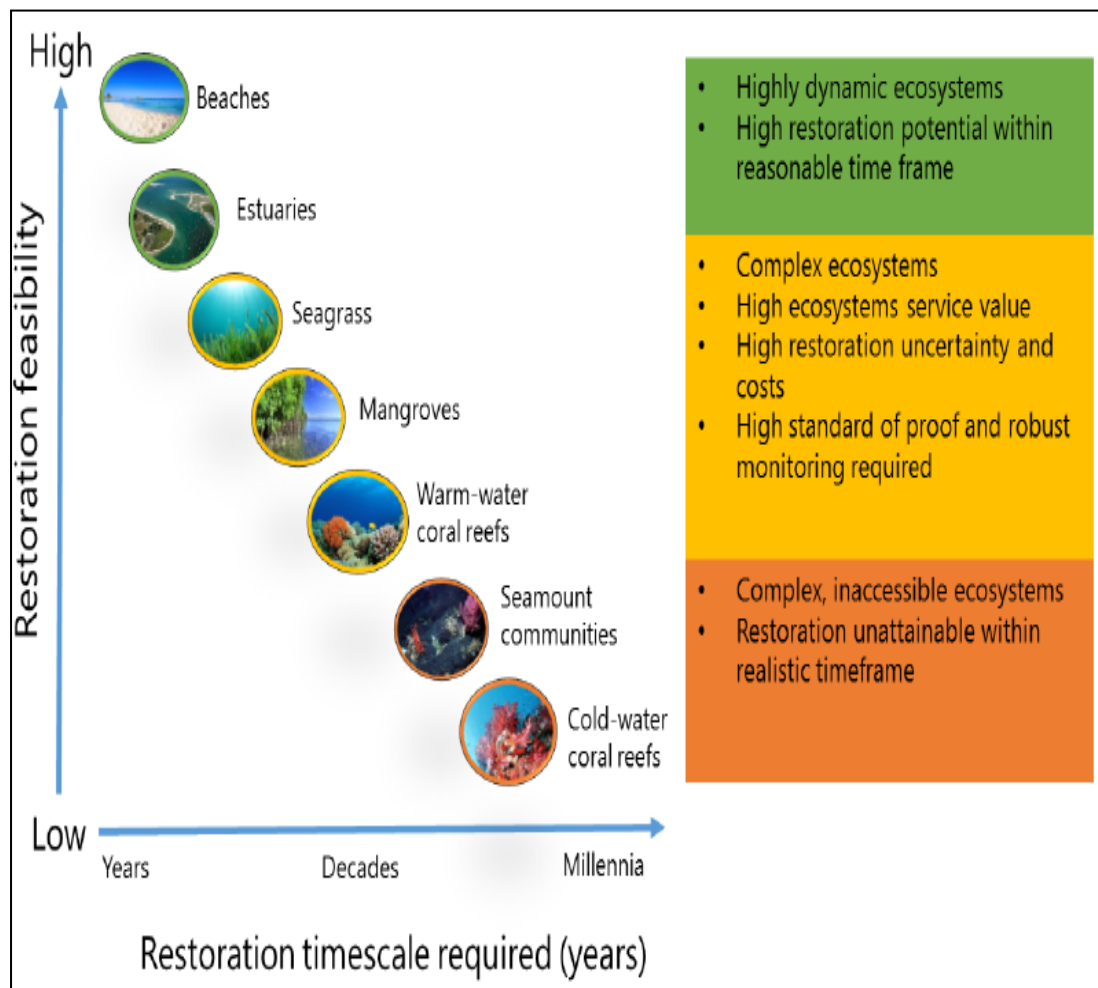 High
Beaches
Estuaries
Seagrass
Mangroves
Warm-water
coral reefs
Seamount
communities
Cold-water
coral reefs
Low
Restoration feasibility
Years
Decades
Millennia
Restoration timescale required (years)
• Highly dynamic ecosystems
• High restoration potential within
reasonable time frame
• Complex ecosystems
• High ecosystems service value
• High restoration uncertainty and
costs
• High standard of proof and robust
monitoring required
• Complex, inaccessible ecosystems
• Restoration unattainable within
realistic timeframe